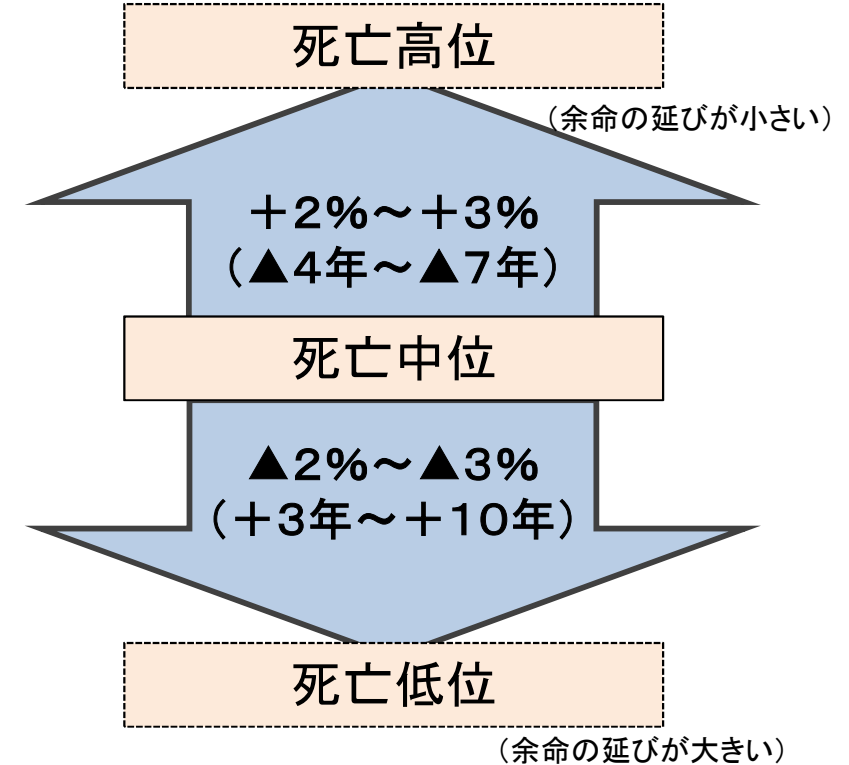 死亡高位
（余命の延びが小さい）
＋２％～＋３％
（▲４年～▲７年）
死亡中位
▲２％～▲３％
（＋３年～＋１０年）
死亡低位
（余命の延びが大きい）